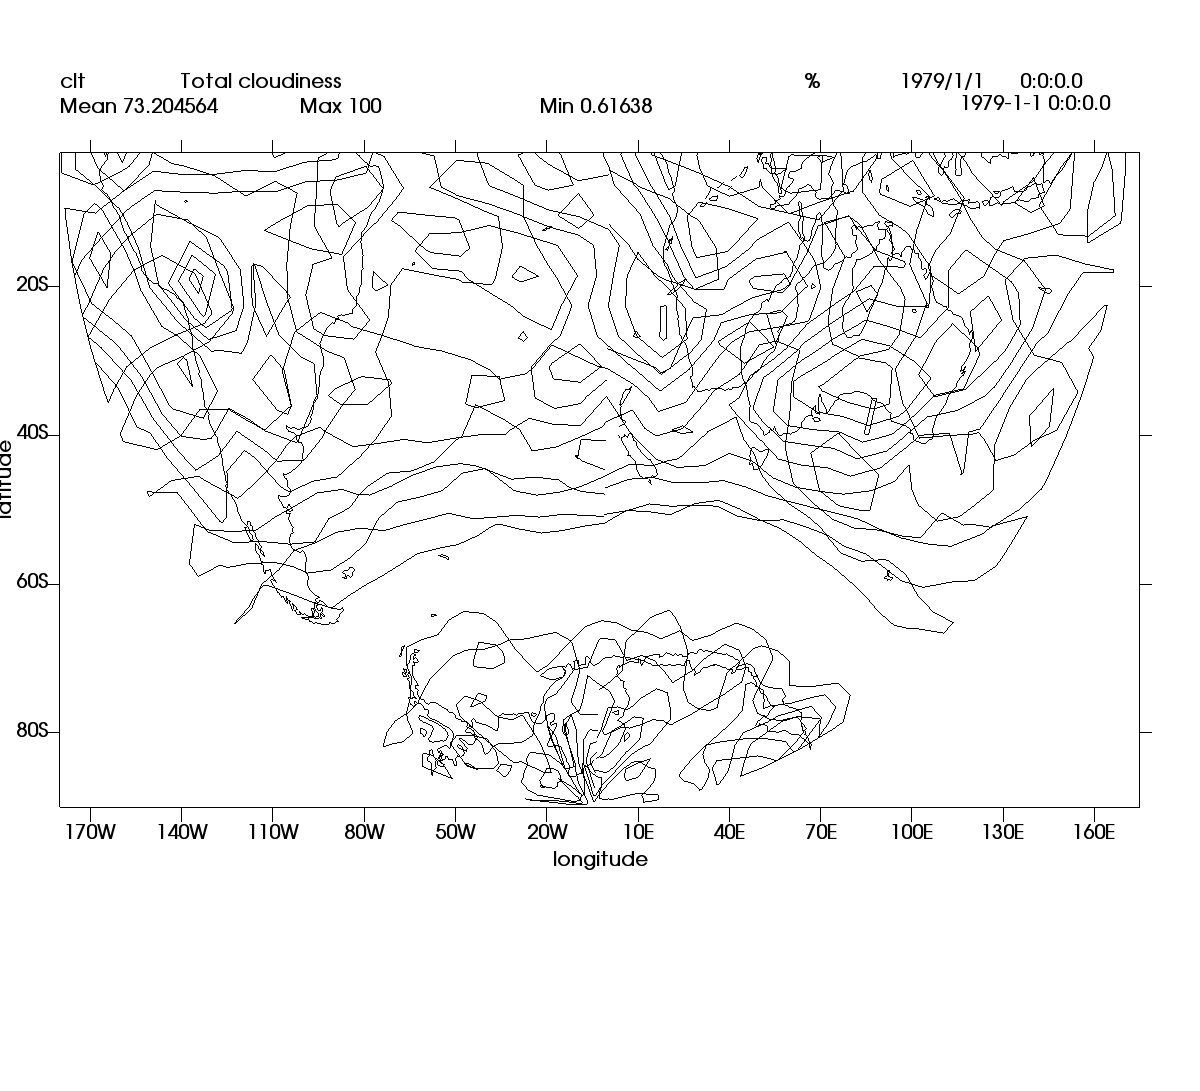 clt Total cloudiness % 1979/1/1 0:0:0.0
Mean 73.204564 Max 100 Min 0.61638 1979-1-1 0:0:0.0
20S
40S
latitude
60S
80S
170W 140W 110W 80W 50W 20W 10E 40E 70E 100E 130E 160E
longitude